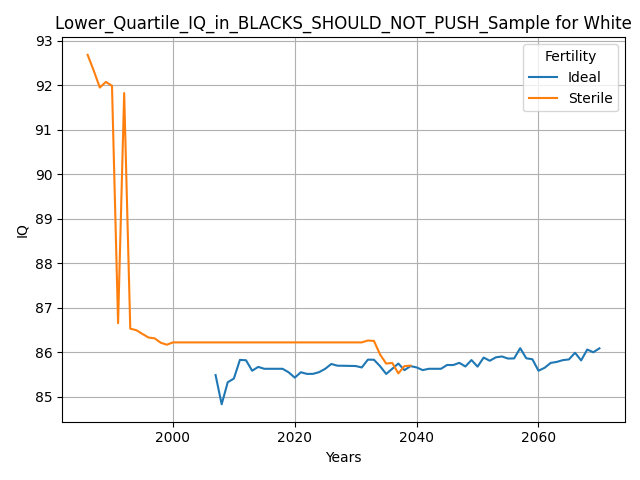 Lower_Quartile_IQ_in_BLACKS_SHOULD_NOT_PUSH_Sample for White
93
92
91
90
89
88
87
86
85
IQ
Fertility
Ideal
Sterile
2000
2020
2040
2060
Years